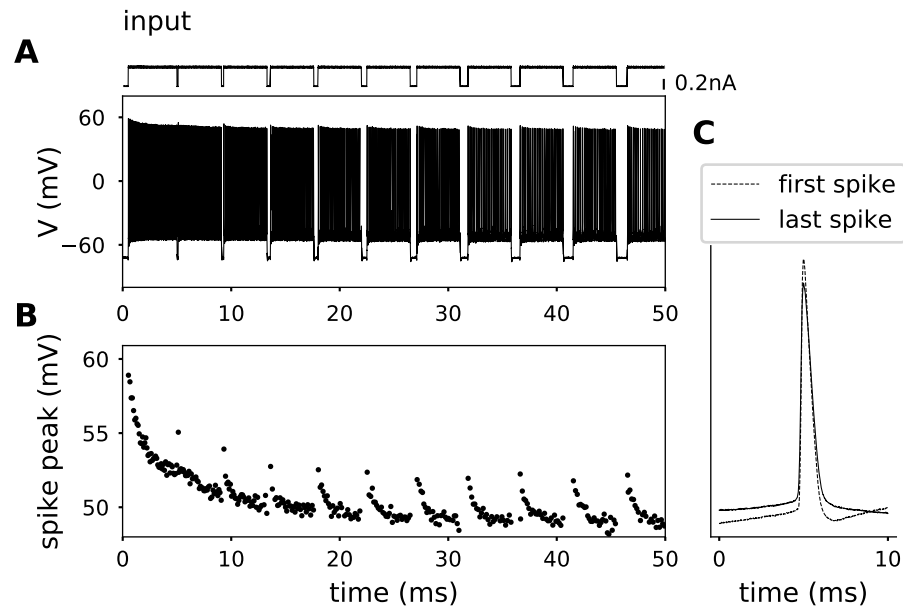 input
A
0.2nA
60
0
−60
V (mV)
0 10 20 30 40 50
B
60
55
50
spike peak (mV)
0 10 20 30 40 50
time (ms)
C
first spike
last spike
0 10
time (ms)